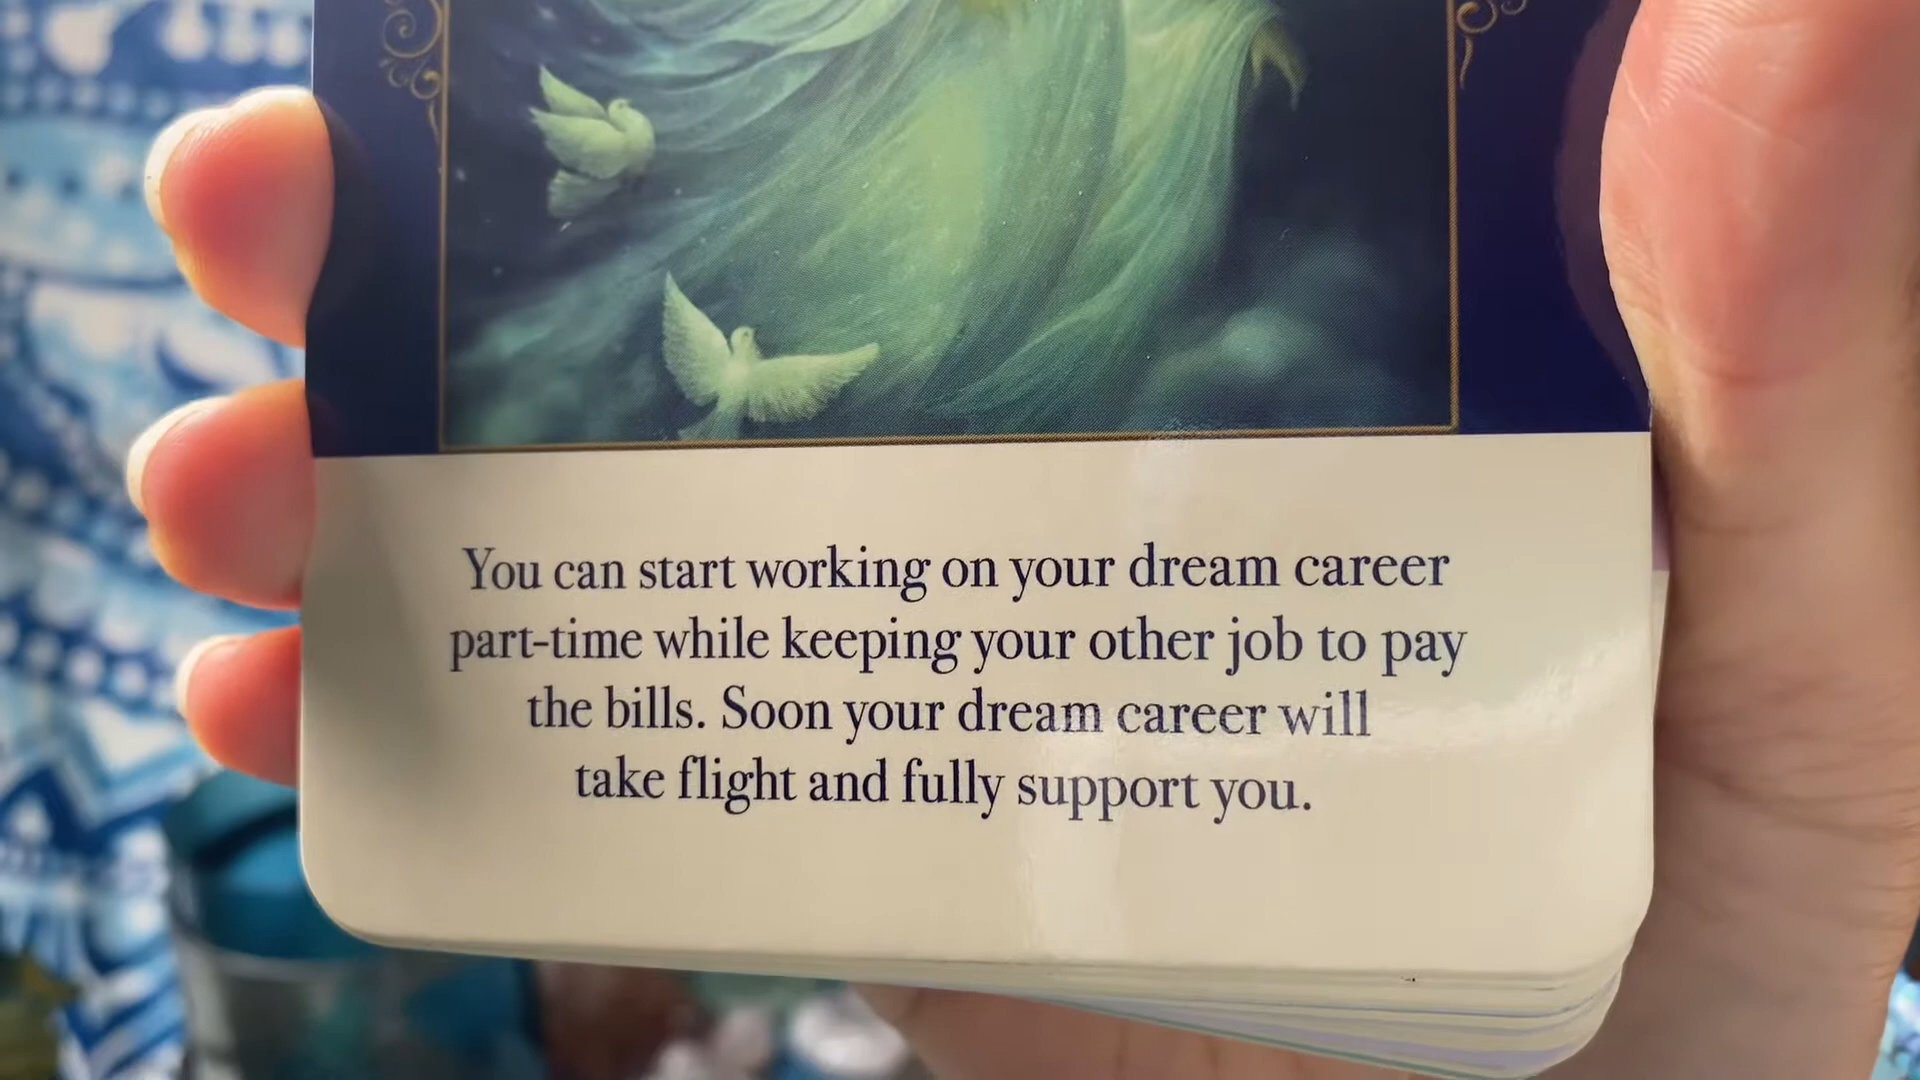 You can start working on your dream career
part-time while keeping your other job to pay
the bills. Soon your dream career will
take flight and fully support you.